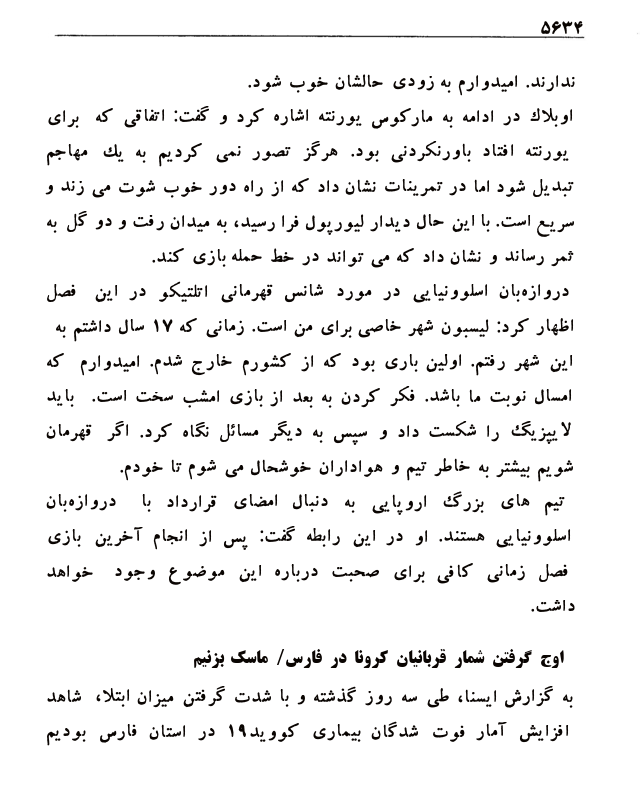 ۵۶۳۴
ندارند. امیدوارم به زودی حالشان خوب شود.
اوبلاک در ادامه به مارکوس یورنته اشاره کرد و گفت: اتفاقی که برای
یورنته افتاد باورنکردنی بود. هرگز تصور نمی کردیم به یک مهاجم
تبدیل شود اما در تمرینات نشان داد که از راه دور خوب شوت می زند و
سریع است. با این حال دیدار لیورپول فرا رسید، به میدان رفت و دو گل به
ثمر رساند و نشان داد که می تواند در خط حمله بازی کند.
دروازه‌بان اسلوونیایی در مورد شانس قهرمانی اتلتیکو در این فصل
اظهار کرد: لیسبون شهر خاصی برای من است. زمانی که ۱۷ سال داشتم به
این شهر رفتم. اولین باری بود که از کشورم خارج شدم. امیدوارم که
امسال نوبت ما باشد. فکر کردن به بعد از بازی امشب سخت است. باید
لایپزیگ را شکست داد و سپس به دیگر مسائل نگاه کرد. اگر قهرمان
شویم بیشتر به خاطر تیم و هواداران خوشحال می شوم تا خودم.
تیم های بزرگ اروپایی به دنبال امضای قرارداد با دروازه‌بان
اسلوونیایی هستند. او در این رابطه گفت: پس از انجام آخرین بازی
فصل زمانی کافی برای صحبت درباره این موضوع وجود خواهد
داشت.
اوج گرفتن شمار قربانیان کرونا در فارس/ ماسک بزنیم
به گزارش ایسنا، طی سه روز گذشته و با شدت گرفتن میزان ابتلا، شاهد
افزایش آمار فوت شدگان بیماری کووید۱۹ در استان فارس بودیم